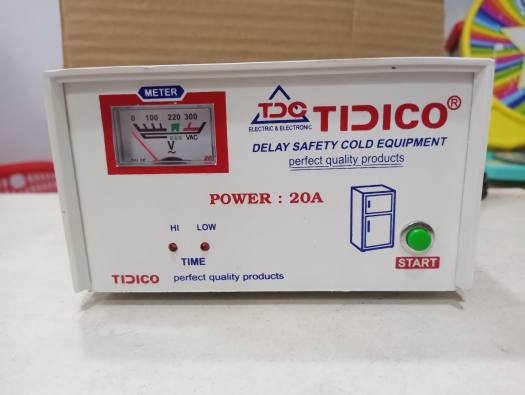 METER
0 100 220 300
VAC
V
~
TDC
ELECTRIC & ELECTRONIC
TIDICO®
DELAY SAFETY COLD EQUIPMENT
perfect quality products
POWER : 20A
HI LOW
TIME
START
TIDICO perfect quality products